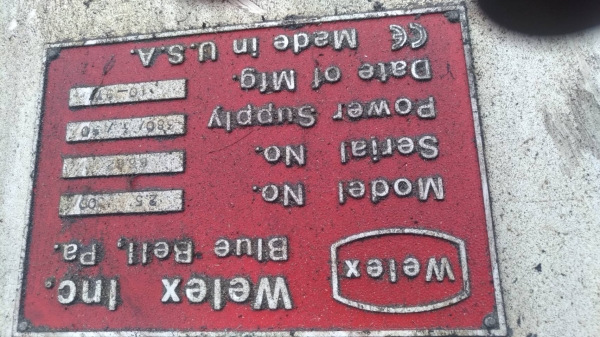 Welex
Welex Inc.
Blue Bell, Pa.
Model No.
Serial No.
Power Supply
Date of Mfg.
CE Made in U.S.A.